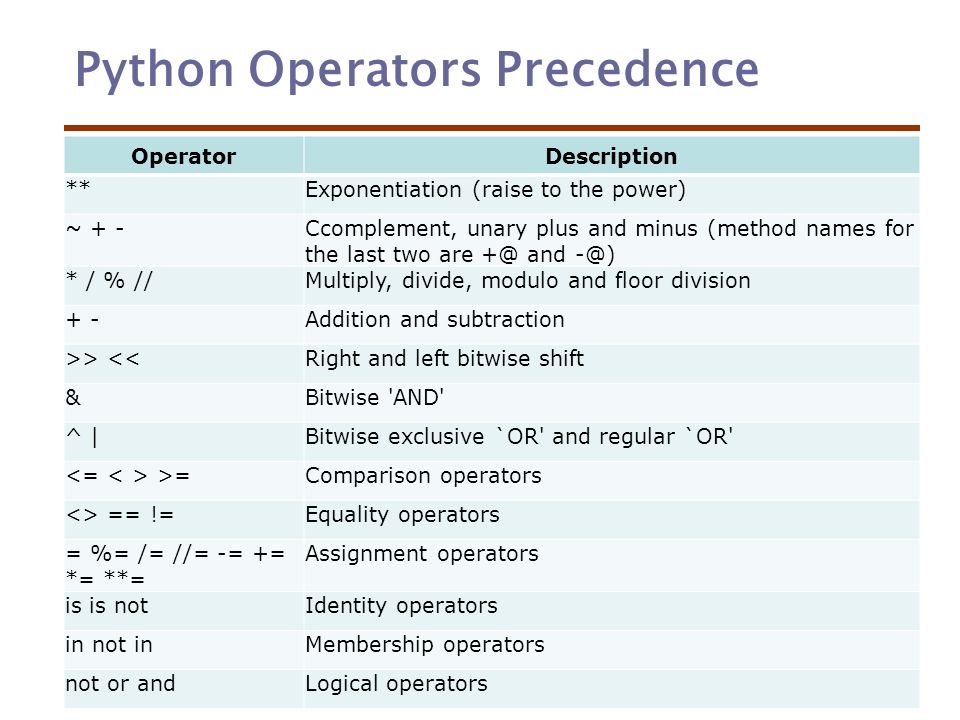 Python Operators Precedence
Operator Description
** Exponentiation (raise to the power)
~ + - Ccomplement, unary plus and minus (method names for
the last two are +@ and -@)
* / % // Multiply, divide, modulo and floor division
+ - Addition and subtraction
>> << Right and left bitwise shift
& Bitwise 'AND'
^ | Bitwise exclusive `OR' and regular `OR'
<= < > >= Comparison operators
<> == != Equality operators
= %= /= //= -= += Assignment operators
*= **=
is is not Identity operators
in not in Membership operators
not or and Logical operators